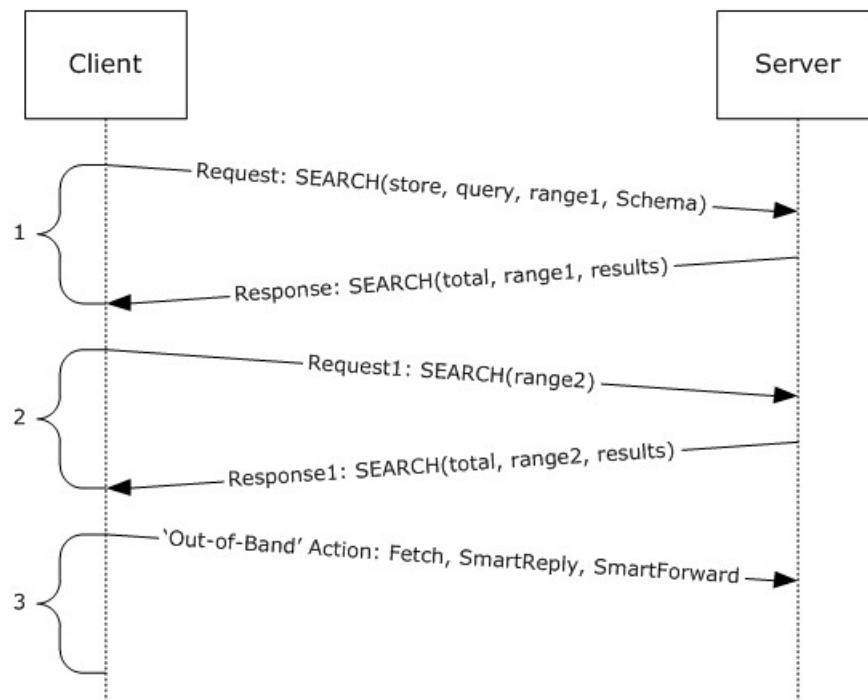 Client
Server
Request: SEARCH(store, query, range1, Schema)
1
Response: SEARCH(total, range1, results)
Request1: SEARCH(range2)
2
Response1: SEARCH(total, range2, results)
‘Out-of-Band’ Action: Fetch, SmartReply, SmartForward
3